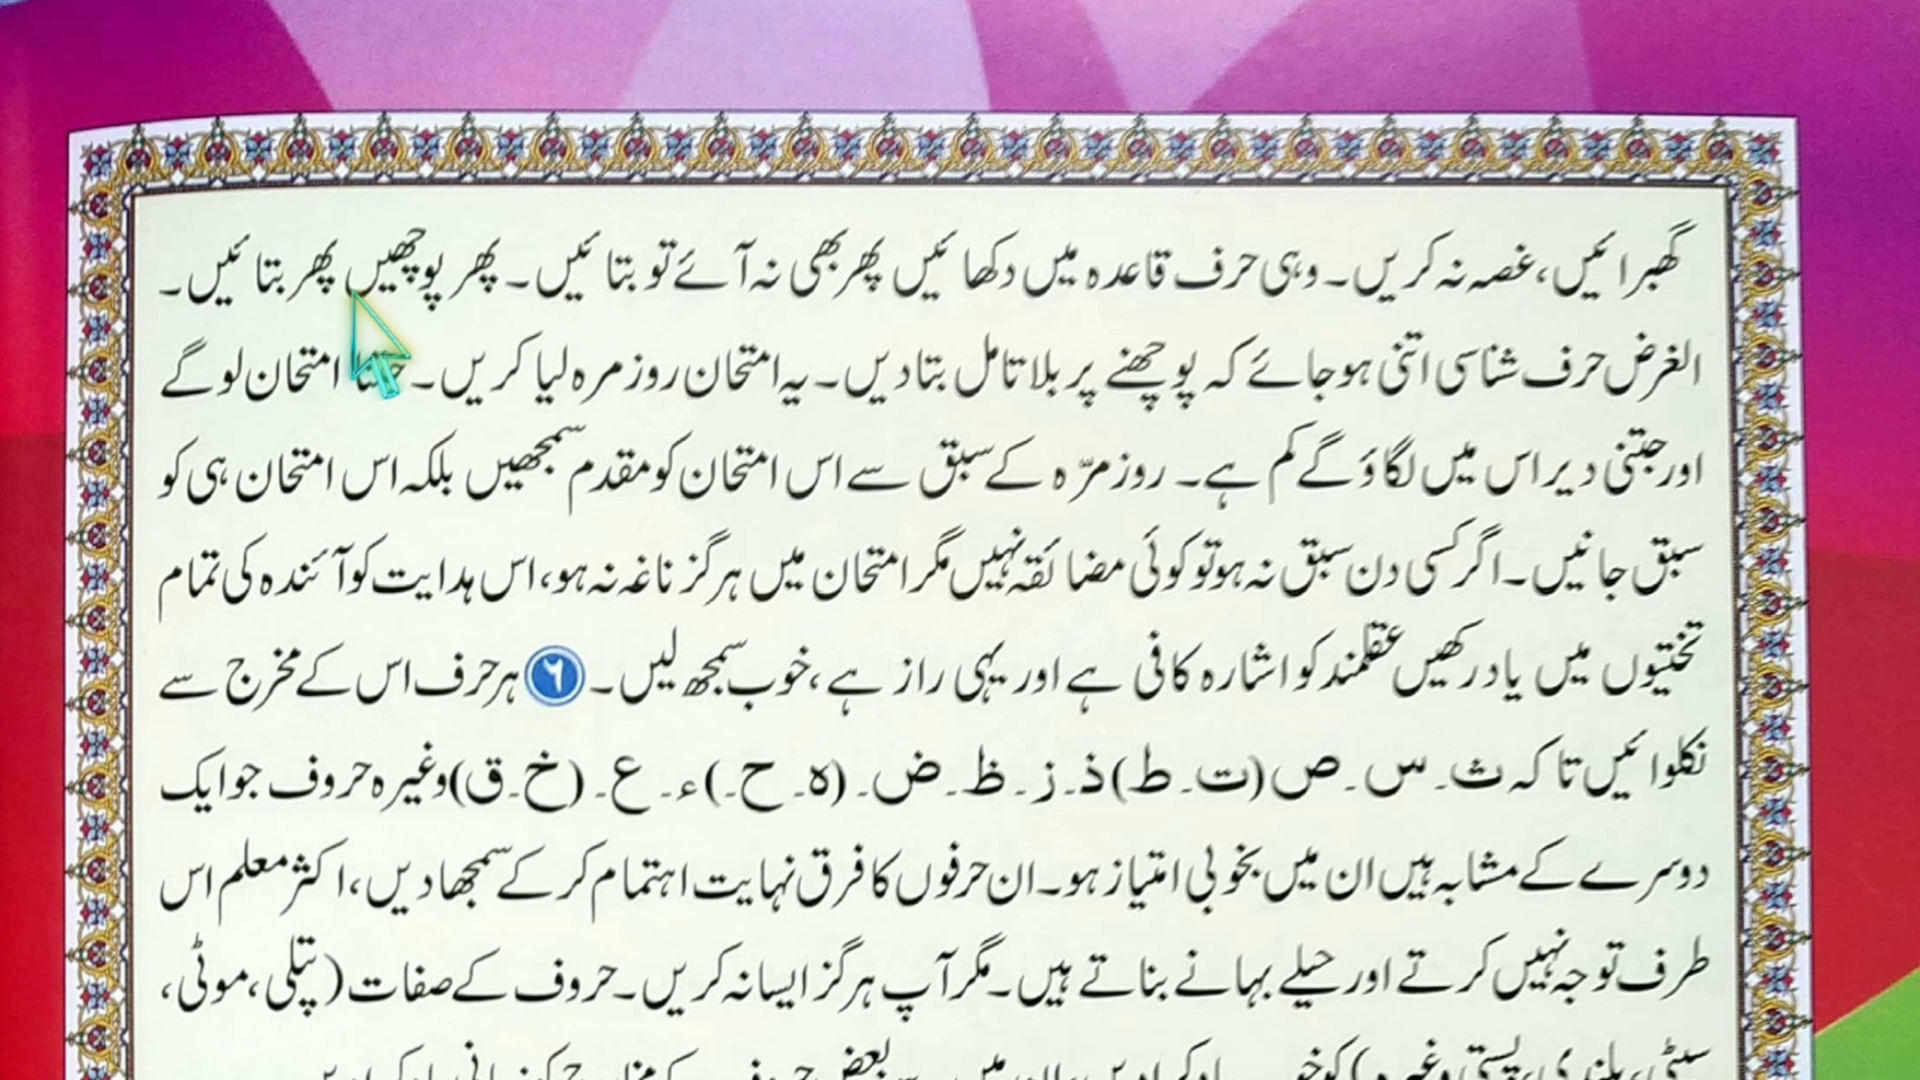 گھبرائیں، غصہ نہ کریں۔ وہی حرف قاعدہ میں دکھائیں پھر بھی نہ آئے تو بتائیں۔ پھر پوچھیں پھر بتائیں۔
الغرض حرف شناسی اتنی ہوجائے کہ پوچھنے پر بلا تامل بتادیں۔ یہ امتحان روزمرہ لیا کریں۔ جتنا امتحان لو گے
اور جتنی دیر اس میں لگاؤ گے کم ہے۔ روزمرّہ کے سبق سے اس امتحان کو مقدم سمجھیں بلکہ اس امتحان ہی کو
سبق جانیں۔ اگر کسی دن سبق نہ ہو تو کوئی مضائقہ نہیں مگر امتحان میں ہرگز ناغہ نہ ہو، اس ہدایت کو آئندہ کی تمام
تختیوں میں یاد رکھیں عقلمند کو اشارہ کافی ہے اور یہی راز ہے، خوب سمجھ لیں۔ ۲ ہر حرف اس کے مخرج سے
نکلوائیں تا کہ ث۔ س۔ ص (ت۔ ط) ذ۔ ز۔ ظ۔ ض۔ (ہ۔ ح۔) ء۔ ع۔ (خ۔ ق) وغیرہ حروف جو ایک
دوسرے کے مشابہ ہیں ان میں بخوبی امتیاز ہو۔ ان حرفوں کا فرق نہایت اہتمام کر کے سمجھا دیں، اکثر معلم اس
طرف توجہ نہیں کرتے اور حیلے بہانے بناتے ہیں۔ مگر آپ ہرگز ایسا نہ کریں۔ حروف کے صفات (پتلی، موٹی،